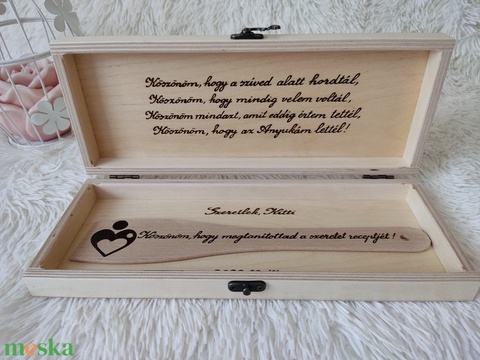 Köszönöm, hogy a szíved alatt hordtál,
Köszönöm, hogy mindig velem voltál,
Köszönöm mindazt, amit eddig értem tettél,
Köszönöm, hogy az Anyukám lettél!
Szeretlek, Kitti
Köszönöm, hogy megtanítottad a szeretet receptjét!
meska